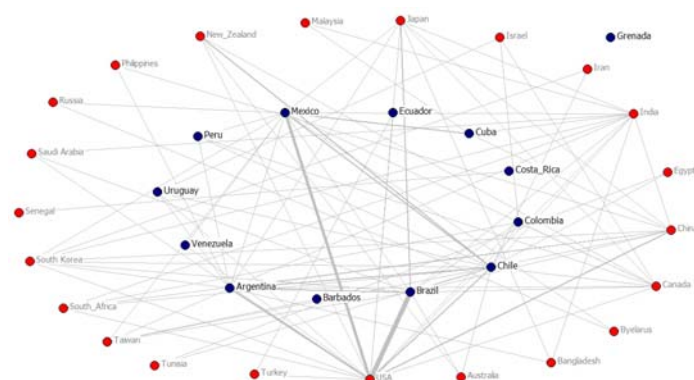 Malaysia
Japan
New_Zealand
Israel
Grenada
Philippines
Iran
Russia
Mexico
Ecuador
India
Peru
Cuba
Saudi Arabia
Costa_Rica
Egypt
Uruguay
Senegal
Colombia
China
Venezuela
South Korea
Chile
Argentina
Barbados
Brazil
Canada
South_Africa
Byelarus
Taiwan
Tunisia
Bangladesh
Turkey
USA
Australia